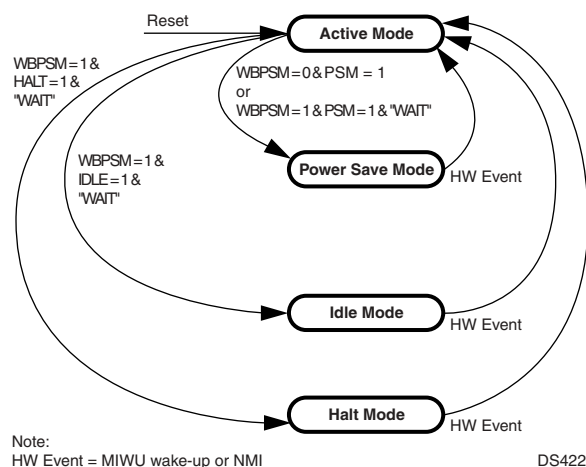 Reset
Active Mode
WBPSM=1&
HALT=1&
"WAIT"
WBPSM=0&PSM = 1
or
WBPSM=1&PSM=1&"WAIT"
WBPSM=1&
IDLE=1&
"WAIT"
Power Save Mode
HW Event
Idle Mode
HW Event
Halt Mode
HW Event
Note:
HW Event = MIWU wake-up or NMI
DS422